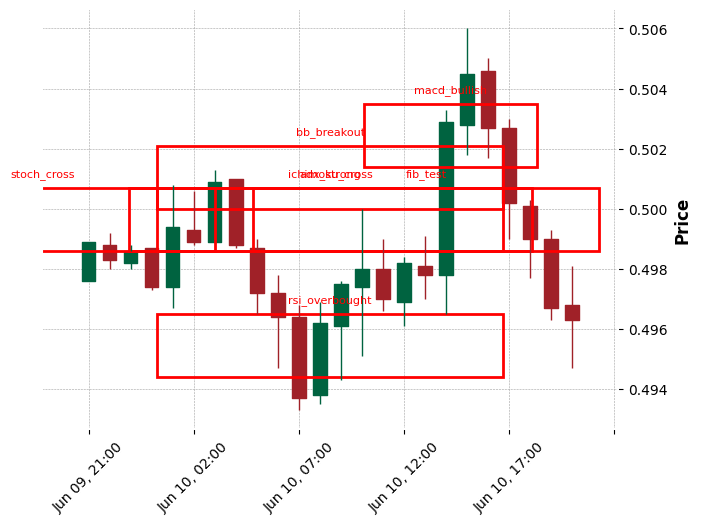 0.506
0.504
macd_bullish
0.502
bb_breakout
stoch_cross
fib_test
0.500
Price
0.498
rsi_overbought
0.496
0.494
Jun 09, 21:00
Jun 10, 02:00
Jun 10, 07:00
Jun 10, 12:00
Jun 10, 17:00